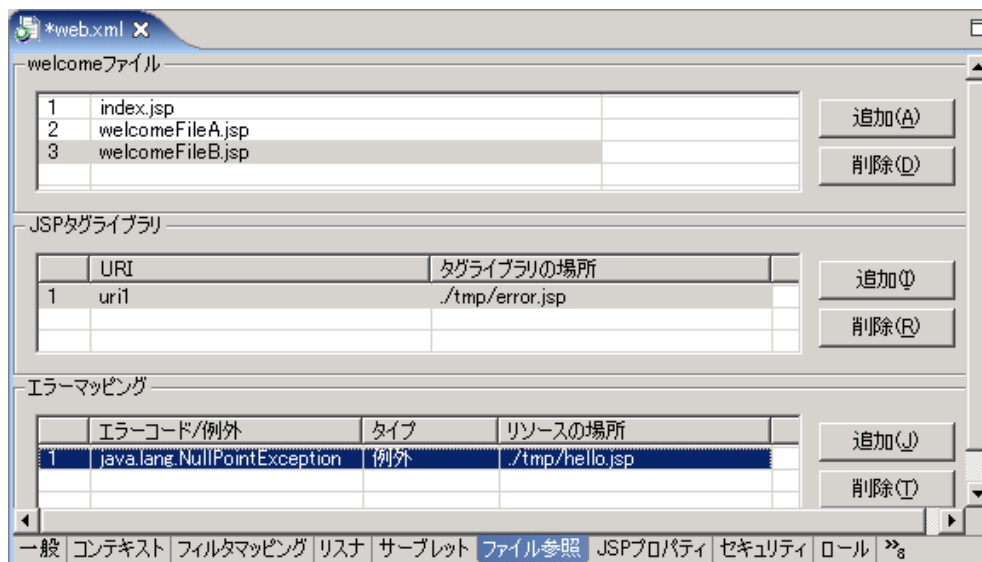 *web.xml
welcomeファイル
1 index.jsp
2 welcomeFileA.jsp
3 welcomeFileB.jsp
追加(A)
削除(D)
JSPタグライブラリ
URI タグライブラリの場所
1 uri1 ./tmp/error.jsp
追加(I)
削除(R)
エラーマッピング
エラーコード/例外 タイプ リソースの場所
1 java.lang.NullPointException 例外 ./tmp/hello.jsp
追加(J)
削除(T)
一般 コンテキスト フィルタマッピング リスナ サーブレット ファイル参照 JSPプロパティ セキュリティ ロール »8